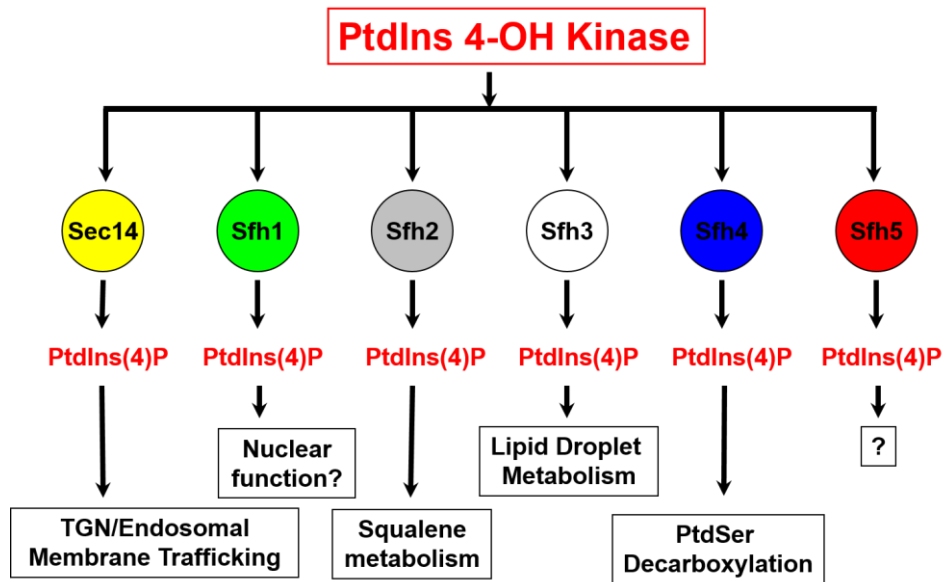 PtdIns 4-OH Kinase
Sec14
Sfh1
Sfh2
Sfh3
Sfh4
Sfh5
PtdIns(4)P
PtdIns(4)P
PtdIns(4)P
PtdIns(4)P
PtdIns(4)P
PtdIns(4)P
Nuclear
function?
Lipid Droplet
Metabolism
?
TGN/Endosomal
Membrane Trafficking
Squalene
metabolism
PtdSer
Decarboxylation